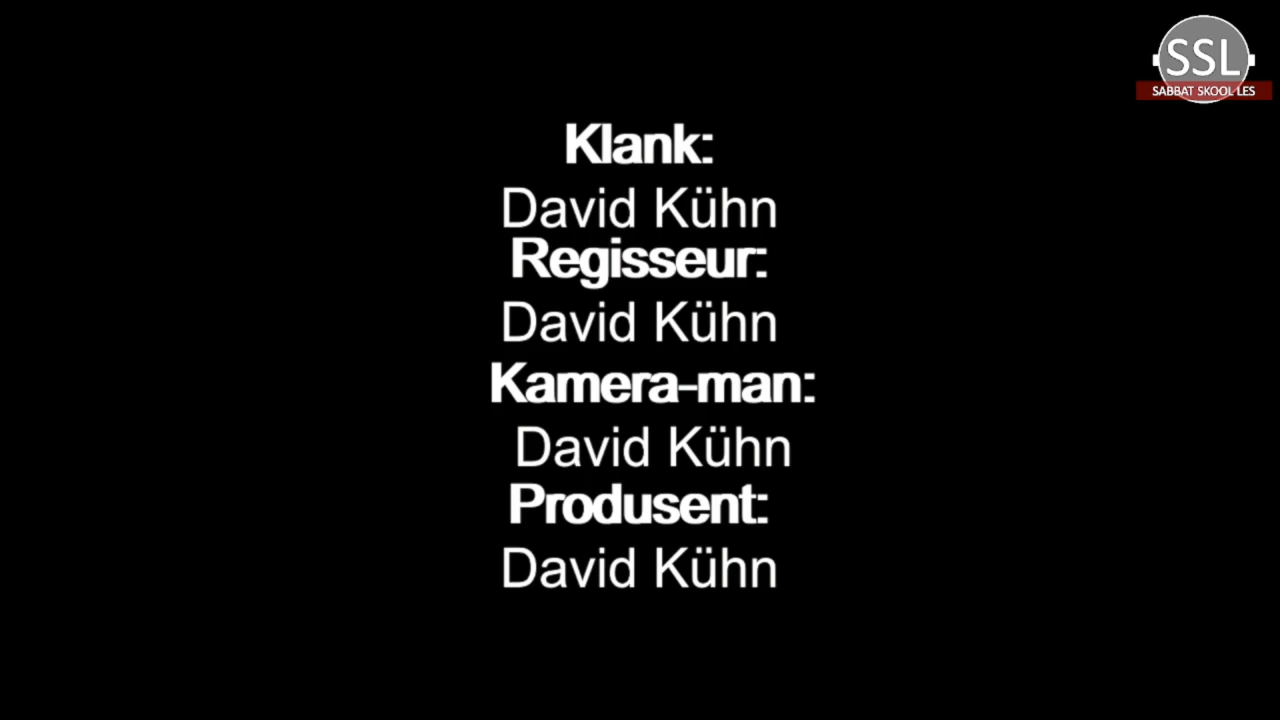 SSL
SABBAT SKOOL LES
Klank:
David Kühn
Regisseur:
David Kühn
Kamera-man:
David Kühn
Produsent:
David Kühn